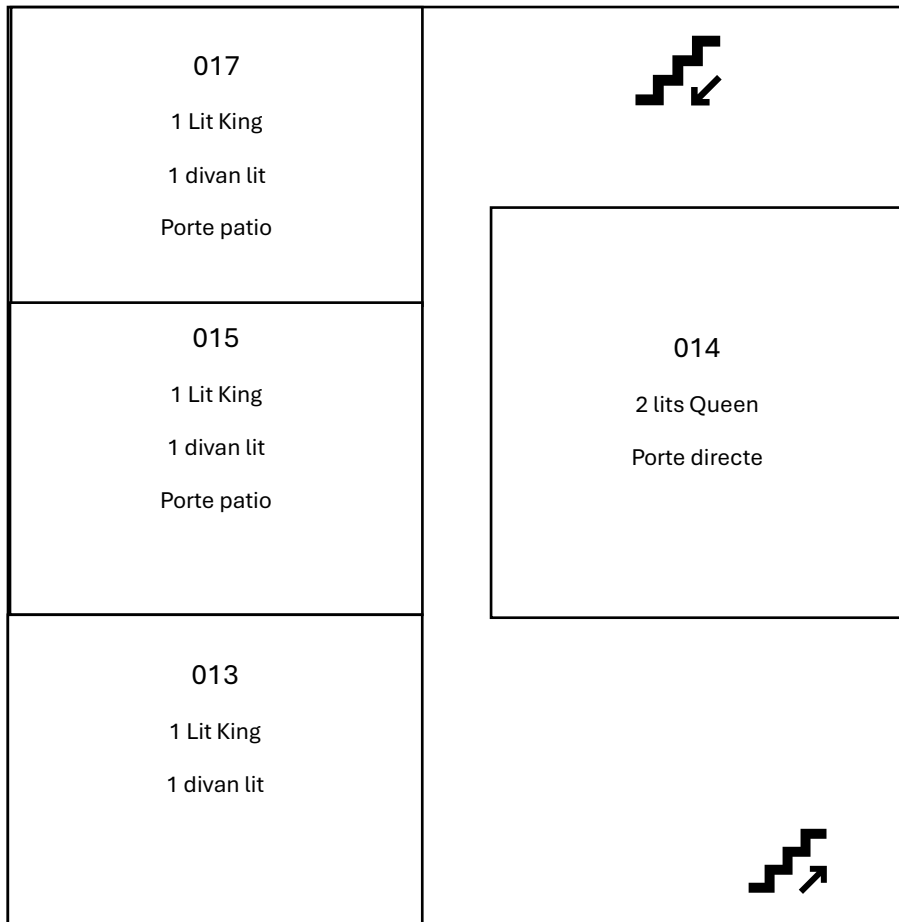 017
1 Lit King
1 divan lit
Porte patio
015
1 Lit King
1 divan lit
Porte patio
014
2 lits Queen
Porte directe
013
1 Lit King
1 divan lit